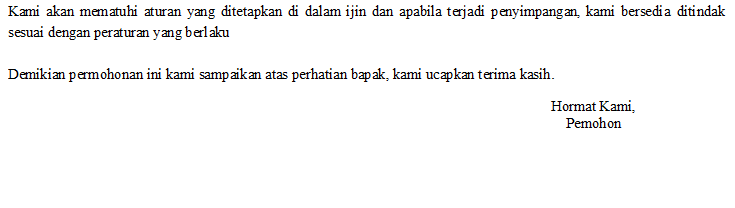 Kami akan mematuhi aturan yang ditetapkan di dalam ijin dan apabila terjadi penyimpangan, kami bersedia ditindak
sesuai dengan peraturan yang berlaku
Demikian permohonan ini kami sampaikan atas perhatian bapak, kami ucapkan terima kasih.
Hormat Kami,
Pemohon